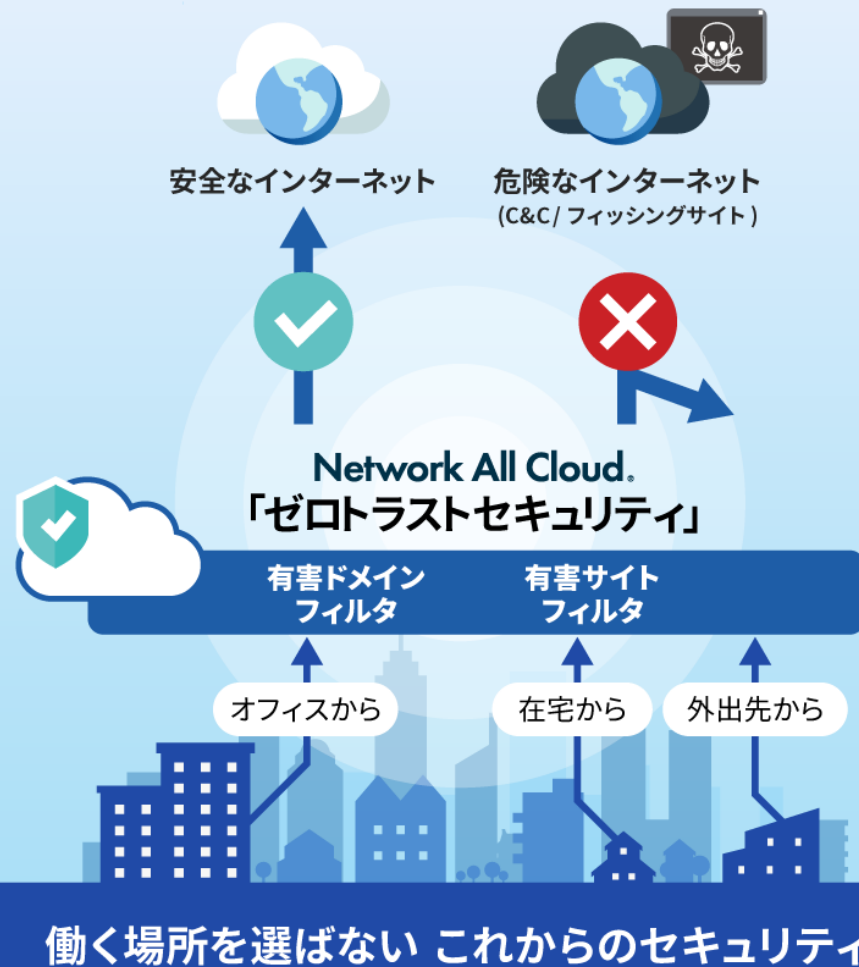 安全なインターネット
危険なインターネット
(C&C/ フィッシングサイト )
Network All Cloud®
「ゼロトラストセキュリティ」
有害ドメイン
フィルタ
有害サイト
フィルタ
オフィスから
在宅から
外出先から
働く場所を選ばない これからのセキュリティ